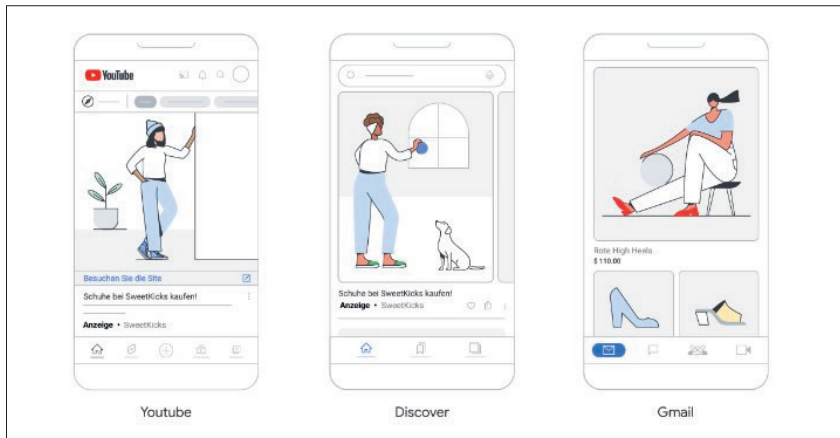 YouTube
Besuchen Sie die Site
Schuhe bei SweetKicks kaufen!
Anzeige • SweetKicks
Youtube
Schuhe bei SweetKicks kaufen!
Anzeige • SweetKicks
Discover
Rote High Heels
$ 110.00
Gmail